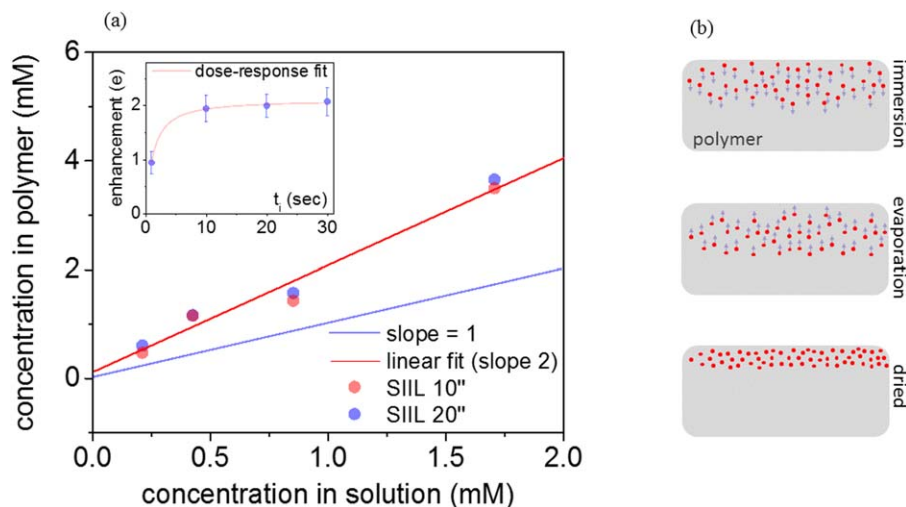 (a)
6
4
2
0
concentration in polymer (mM)
0.0 0.5 1.0 1.5 2.0
concentration in solution (mM)
3
2
1
0
enhancement (e)
dose-response fit
0 10 20 30
t_i (sec)
slope = 1
linear fit (slope 2)
SIIL 10"
SIIL 20"
(b)
polymer
immersion
evaporation
dried